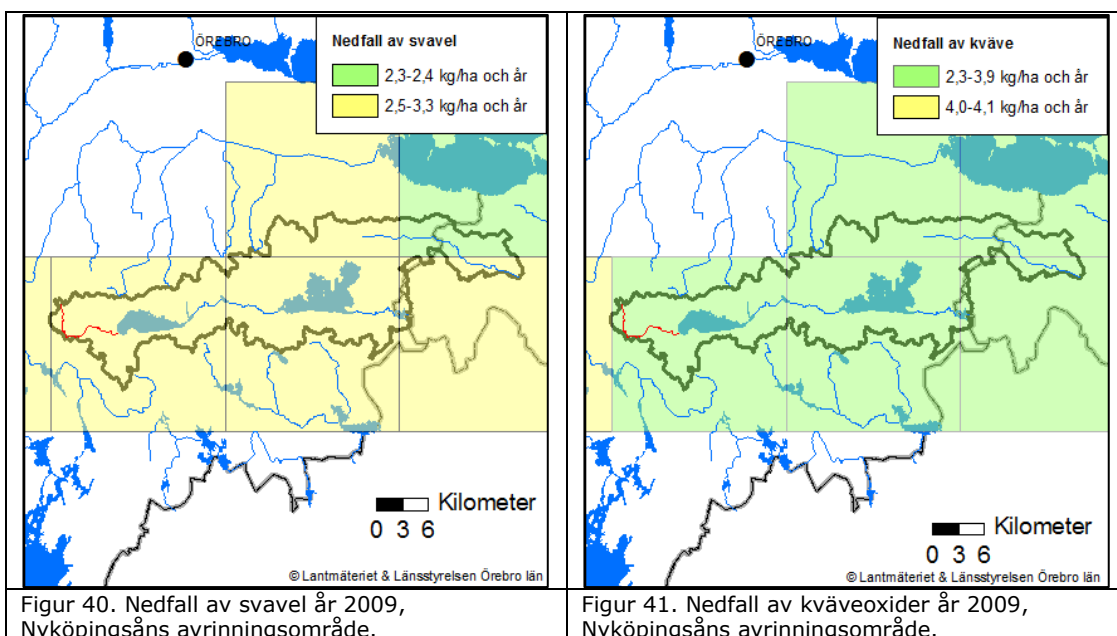 ÖREBRO
Nedfall av svavel
2,3-2,4 kg/ha och år
2,5-3,3 kg/ha och år
Kilometer
0 3 6
© Lantmäteriet & Länsstyrelsen Örebro län
Figur 40. Nedfall av svavel år 2009,
Nyköpingsåns avrinningsområde.
ÖREBRO
Nedfall av kväve
2,3-3,9 kg/ha och år
4,0-4,1 kg/ha och år
Kilometer
0 3 6
© Lantmäteriet & Länsstyrelsen Örebro län
Figur 41. Nedfall av kväveoxider år 2009,
Nyköpingsåns avrinningsområde.